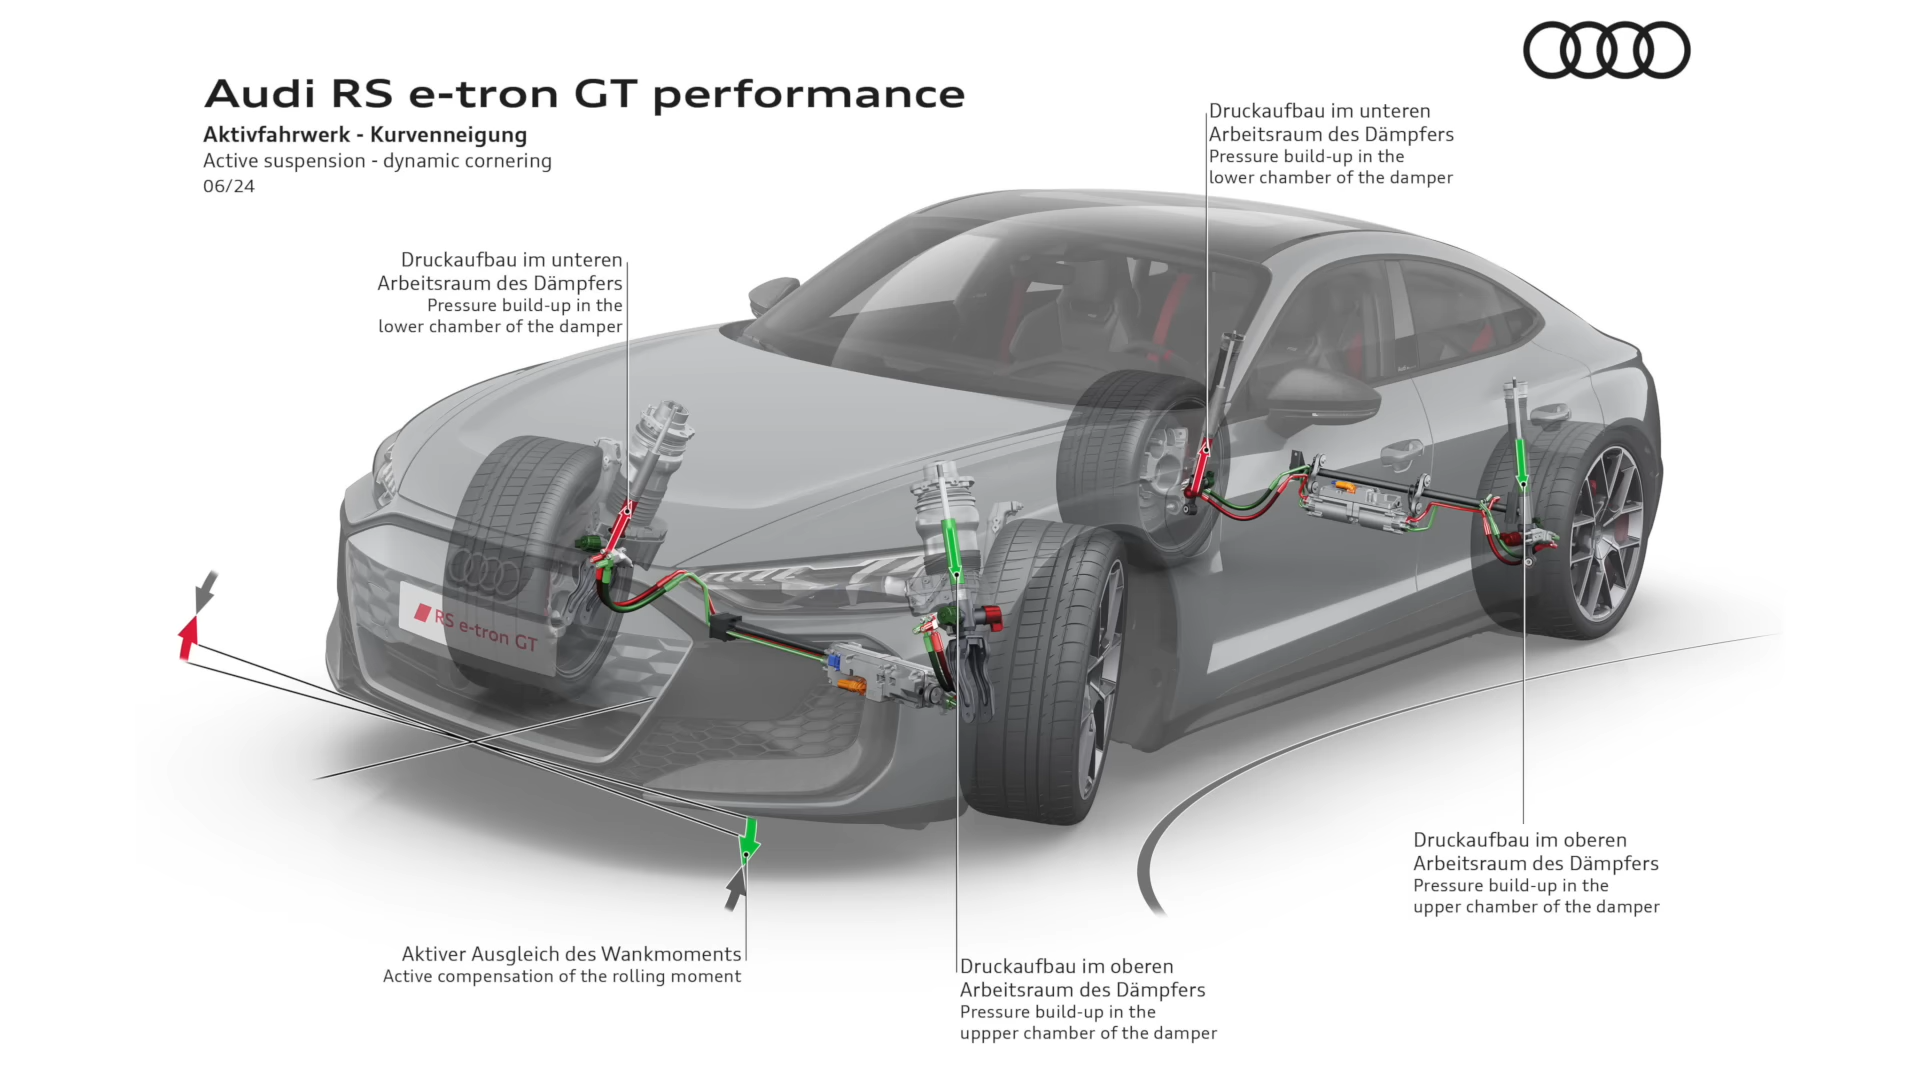 Audi RS e-tron GT performance
Aktivfahrwerk - Kurvenneigung
Active suspension - dynamic cornering
06/24
Druckaufbau im unteren
Arbeitsraum des Dämpfers
Pressure build-up in the
lower chamber of the damper
Druckaufbau im unteren
Arbeitsraum des Dämpfers
Pressure build-up in the
lower chamber of the damper
RS e-tron GT
Druckaufbau im oberen
Arbeitsraum des Dämpfers
Pressure build-up in the
upper chamber of the damper
Aktiver Ausgleich des Wankmoments
Active compensation of the rolling moment
Druckaufbau im oberen
Arbeitsraum des Dämpfers
Pressure build-up in the
uppper chamber of the damper